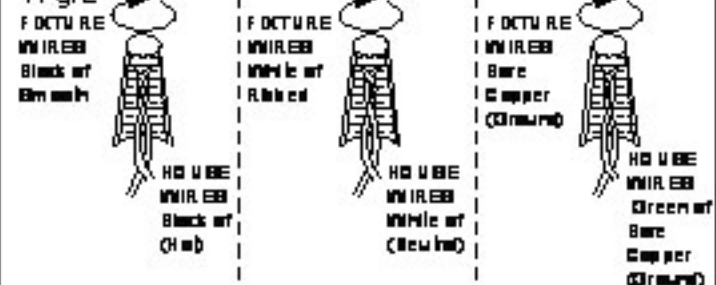 FIXTURE
WIRES
Black or
Smooth
HOUSE
WIRES
Black or
(Hot)
FIXTURE
WIRES
White or
Ribbed
HOUSE
WIRES
White or
(Neutral)
FIXTURE
WIRES
Bare
Copper
(Ground)
HOUSE
WIRES
Green or
Bare
Copper
(Ground)